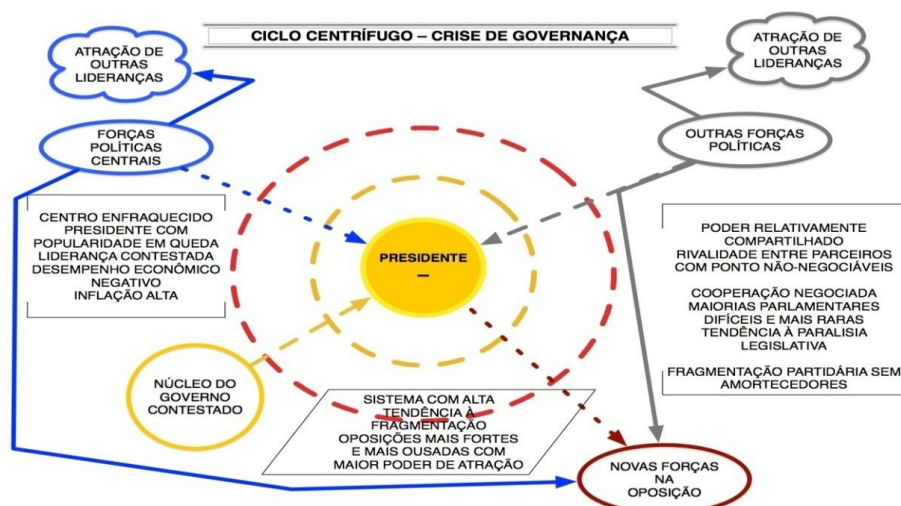 CICLO CENTRÍFUGO – CRISE DE GOVERNANÇA
ATRAÇÃO DE
OUTRAS
LIDERANÇAS
ATRAÇÃO DE
OUTRAS
LIDERANÇAS
FORÇAS
POLÍTICAS
CENTRAIS
OUTRAS FORÇAS
POLÍTICAS
CENTRO ENFRAQUECIDO
PRESIDENTE COM
POPULARIDADE EM QUEDA
LIDERANÇA CONTESTADA
DESEMPENHO ECONÔMICO
NEGATIVO
INFLAÇÃO ALTA
PRESIDENTE
–
PODER RELATIVAMENTE
COMPARTILHADO
RIVALIDADE ENTRE PARCEIROS
COM PONTO NÃO-NEGOCIÁVEIS
COOPERAÇÃO NEGOCIADA
MAIORIAS PARLAMENTARES
DIFÍCEIS E MAIS RARAS
TENDÊNCIA À PARALISIA
LEGISLATIVA
FRAGMENTAÇÃO PARTIDÁRIA SEM
AMORTECEDORES
NÚCLEO DO
GOVERNO
CONTESTADO
SISTEMA COM ALTA
TENDÊNCIA À
FRAGMENTAÇÃO
OPOSIÇÕES MAIS FORTES
E MAIS OUSADAS COM
MAIOR PODER DE ATRAÇÃO
NOVAS FORÇAS
NA
OPOSIÇÃO